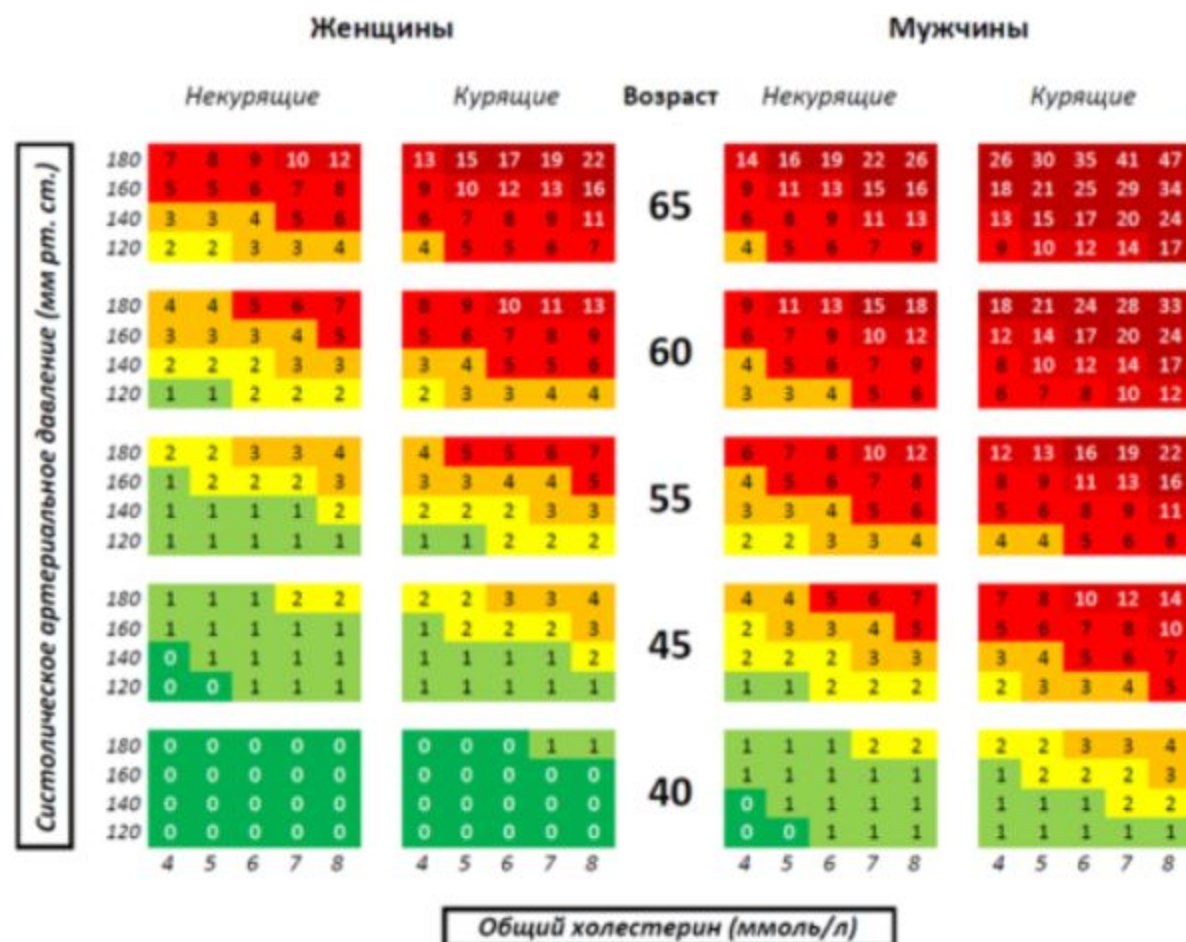 Женщины Мужчины
Некурящие Курящие Возраст Некурящие Курящие
Систолическое артериальное давление (мм рт. ст.)
180 7 8 9 10 12 13 15 17 19 22 14 16 19 22 26 26 30 35 41 47
160 5 5 6 7 8 9 10 12 13 16 9 11 13 15 16 18 21 25 29 34
65
140 3 3 4 5 6 6 7 8 9 11 6 8 9 11 13 13 15 17 20 24
120 2 2 3 3 4 4 5 5 6 7 4 5 6 7 9 9 10 12 14 17
180 4 4 5 6 7 8 9 10 11 13 9 11 13 15 18 18 21 24 28 33
160 3 3 3 4 5 5 6 7 8 9 6 7 9 10 12 12 14 17 20 24
60
140 2 2 2 3 3 3 4 5 5 6 4 5 6 7 9 8 10 12 14 17
120 1 1 2 2 2 2 3 3 4 4 3 3 4 5 6 6 7 8 10 12
180 2 2 3 3 4 4 5 5 6 7 6 7 8 10 12 12 13 16 19 22
160 1 2 2 2 3 3 3 4 4 5 4 5 6 7 8 8 9 11 13 16
55
140 1 1 1 1 2 2 2 2 3 3 3 3 4 5 6 5 6 8 9 11
120 1 1 1 1 1 1 1 2 2 2 2 2 3 3 4 4 4 5 6 8
180 1 1 1 2 2 2 2 3 3 4 4 4 5 6 7 7 8 10 12 14
160 1 1 1 1 1 1 2 2 2 3 2 3 3 4 5 5 6 7 8 10
45
140 0 1 1 1 1 1 1 1 1 2 2 2 2 3 3 3 4 5 6 7
120 0 0 1 1 1 1 1 1 1 1 1 1 2 2 2 2 3 3 4 5
180 0 0 0 0 0 0 0 0 1 1 1 1 1 2 2 2 2 3 3 4
160 0 0 0 0 0 0 0 0 0 0 1 1 1 1 1 1 2 2 2 3
40
140 0 0 0 0 0 0 0 0 0 0 0 1 1 1 1 1 1 1 2 2
120 0 0 0 0 0 0 0 0 0 0 0 0 1 1 1 1 1 1 1 1
4 5 6 7 8 4 5 6 7 8 4 5 6 7 8 4 5 6 7 8
Общий холестерин (ммоль/л)